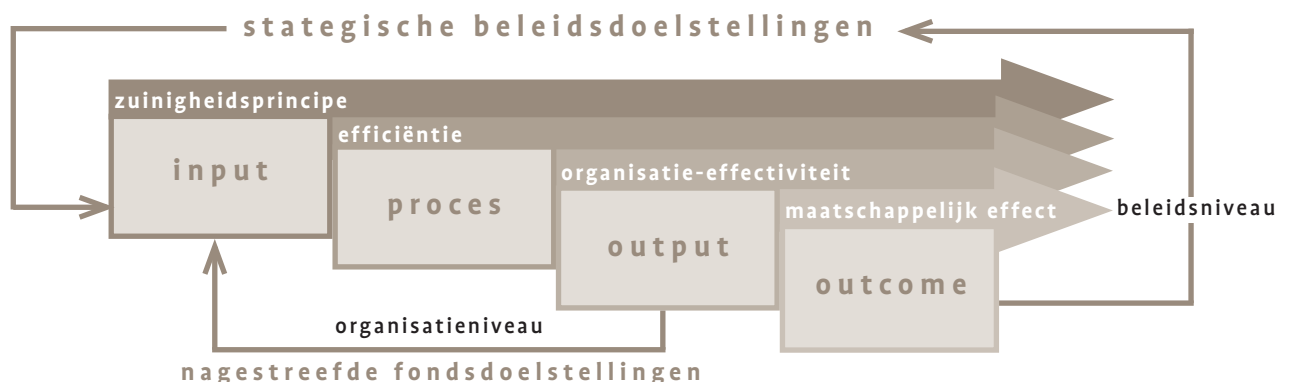 stategische beleidsdoelstellingen
zuinigheidsprincipe
input
efficiëntie
proces
organisatie-effectiviteit
output
maatschappelijk effect
outcome
beleidsniveau
organisatieniveau
nagestreefde fondsdoelstellingen